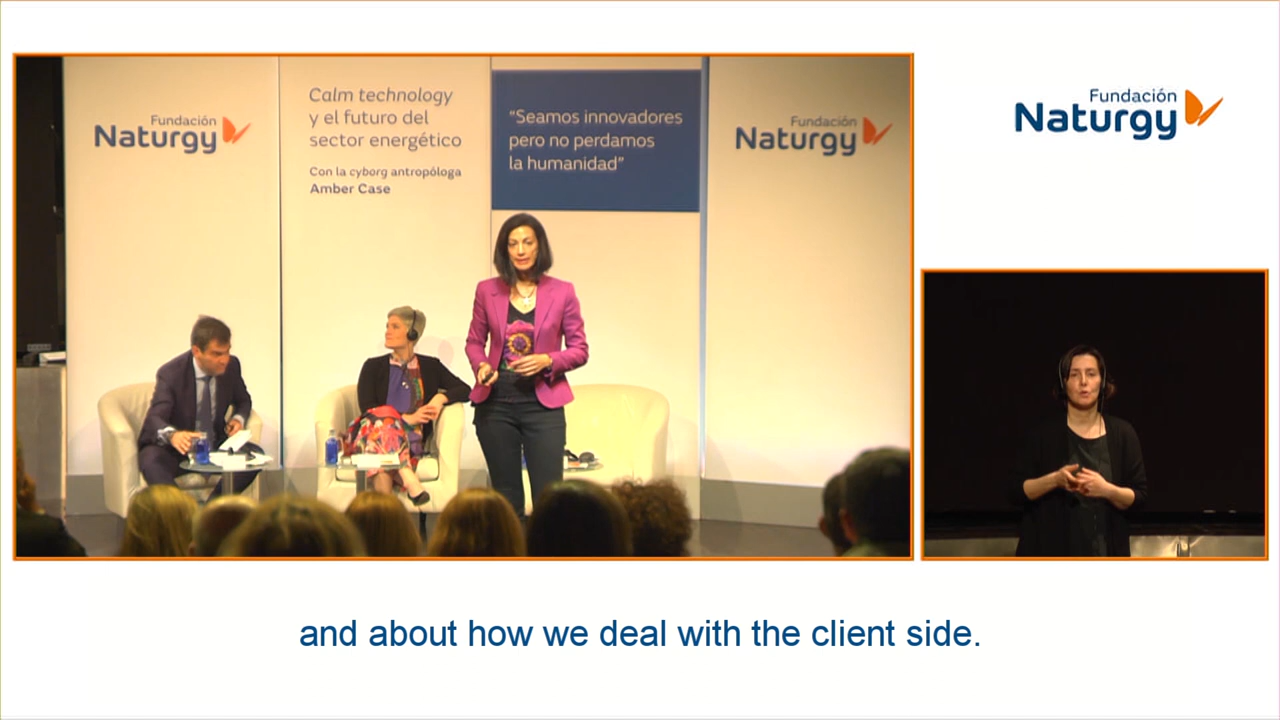 Fundación
Naturgy
Calm technology
y el futuro del
sector energético
Con la cyborg antropóloga
Amber Case
“Seamos innovadores
pero no perdamos
la humanidad”
Fundación
Naturgy
Fundación
Naturgy
and about how we deal with the client side.